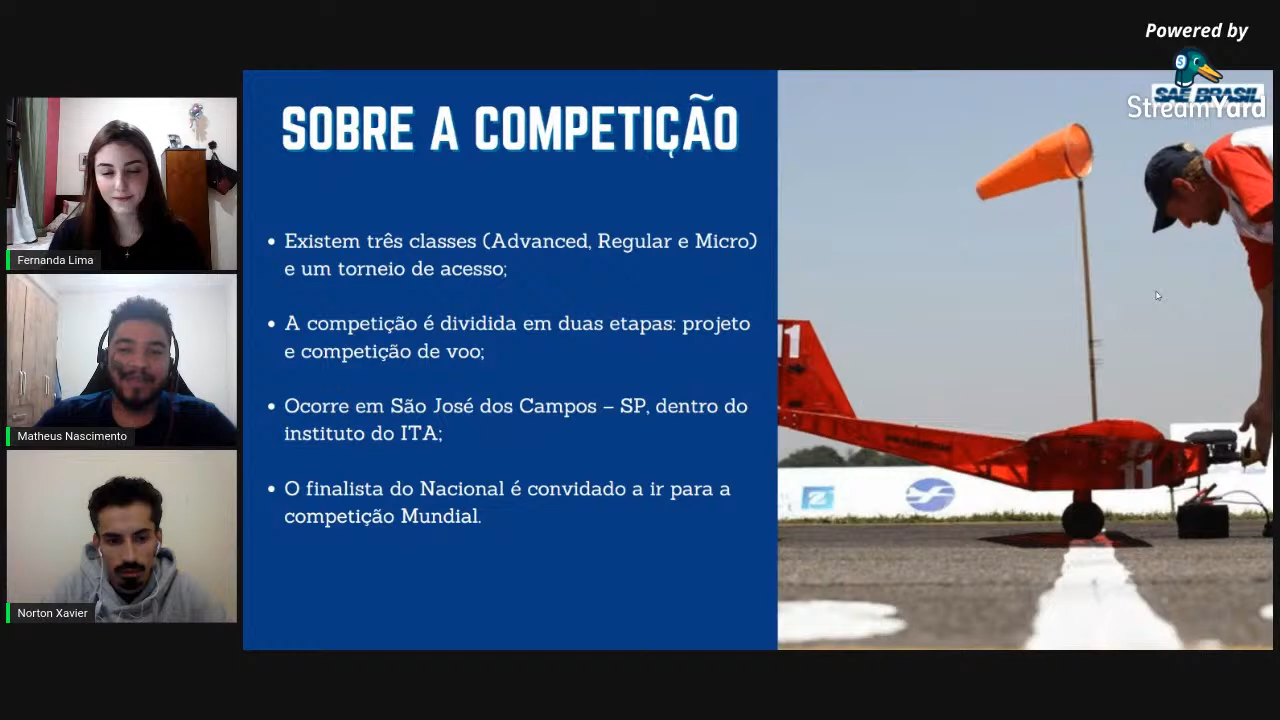 Powered by
SAE BRASIL
StreamYard
SOBRE A COMPETIÇÃO
• Existem três classes (Advanced, Regular e Micro)
e um torneio de acesso;
• A competição é dividida em duas etapas: projeto
e competição de voo;
• Ocorre em São José dos Campos – SP, dentro do
instituto do ITA;
• O finalista do Nacional é convidado a ir para a
competição Mundial.
Fernanda Lima
Matheus Nascimento
Norton Xavier
11
11